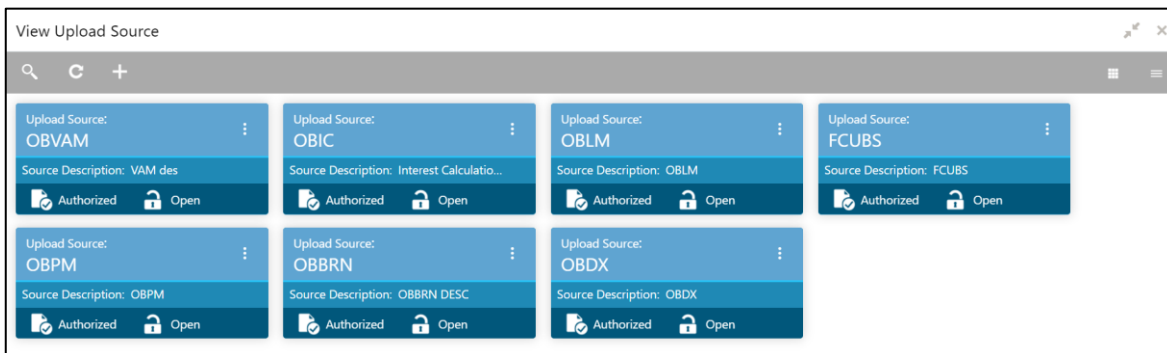 View Upload Source
Upload Source:
OBVAM
Source Description: VAM des
Authorized Open
Upload Source:
OBIC
Source Description: Interest Calculatio...
Authorized Open
Upload Source:
OBLM
Source Description: OBLM
Authorized Open
Upload Source:
FCUBS
Source Description: FCUBS
Authorized Open
Upload Source:
OBPM
Source Description: OBPM
Authorized Open
Upload Source:
OBBRN
Source Description: OBBRN DESC
Authorized Open
Upload Source:
OBDX
Source Description: OBDX
Authorized Open